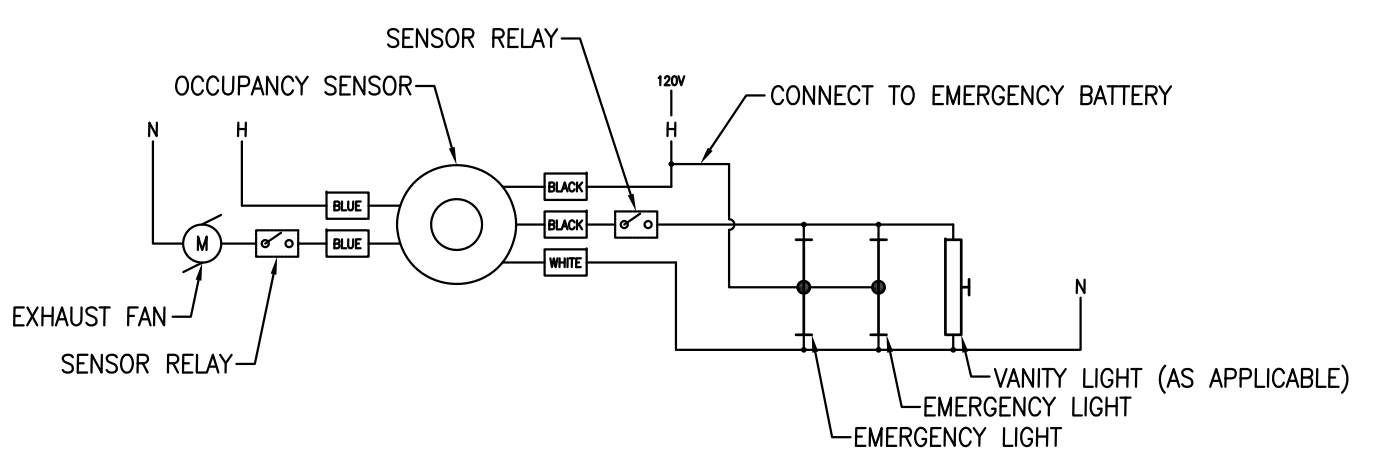 SENSOR RELAY
OCCUPANCY SENSOR
120V
CONNECT TO EMERGENCY BATTERY
N
H
H
BLACK
BLUE
BLACK
M
BLUE
WHITE
N
EXHAUST FAN
SENSOR RELAY
VANITY LIGHT (AS APPLICABLE)
EMERGENCY LIGHT
EMERGENCY LIGHT